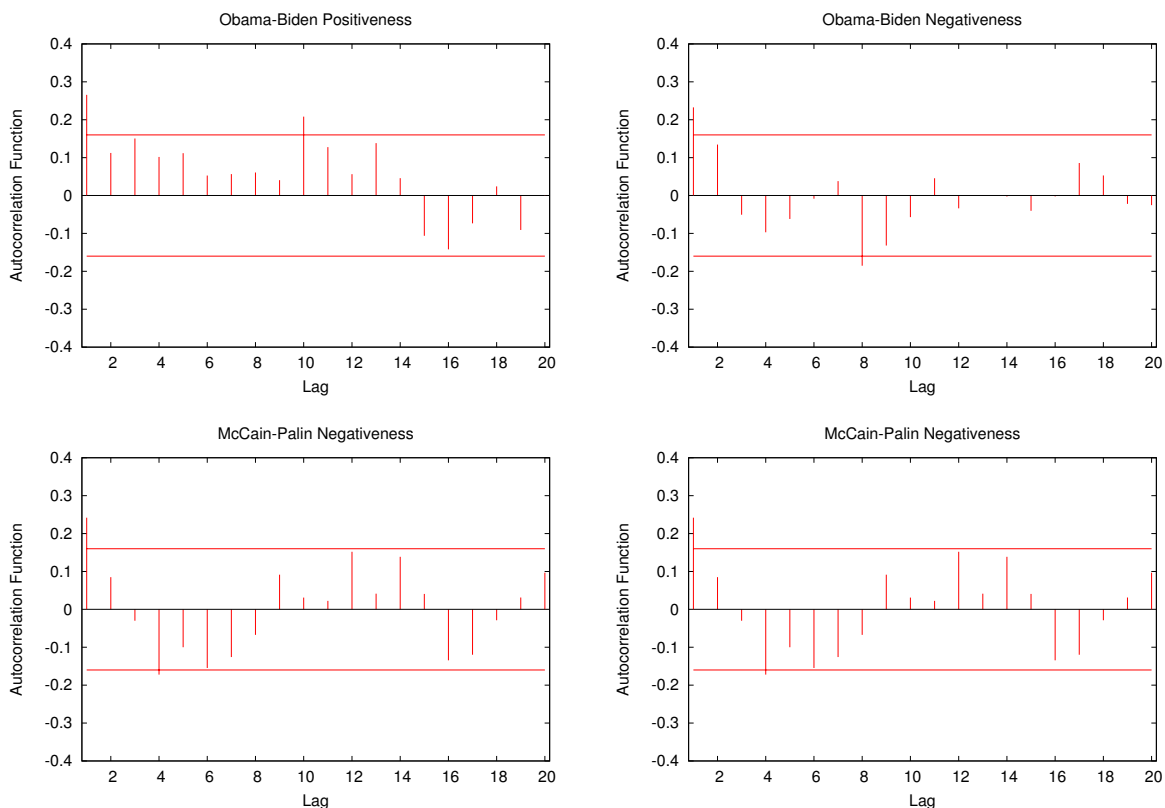 Obama-Biden Positiveness
0.4
0.3
0.2
0.1
0
-0.1
-0.2
-0.3
-0.4
Autocorrelation Function
2 4 6 8 10 12 14 16 18 20
Lag
Obama-Biden Negativeness
0.4
0.3
0.2
0.1
0
-0.1
-0.2
-0.3
-0.4
Autocorrelation Function
2 4 6 8 10 12 14 16 18 20
Lag
McCain-Palin Negativeness
0.4
0.3
0.2
0.1
0
-0.1
-0.2
-0.3
-0.4
Autocorrelation Function
2 4 6 8 10 12 14 16 18 20
Lag
McCain-Palin Negativeness
0.4
0.3
0.2
0.1
0
-0.1
-0.2
-0.3
-0.4
Autocorrelation Function
2 4 6 8 10 12 14 16 18 20
Lag